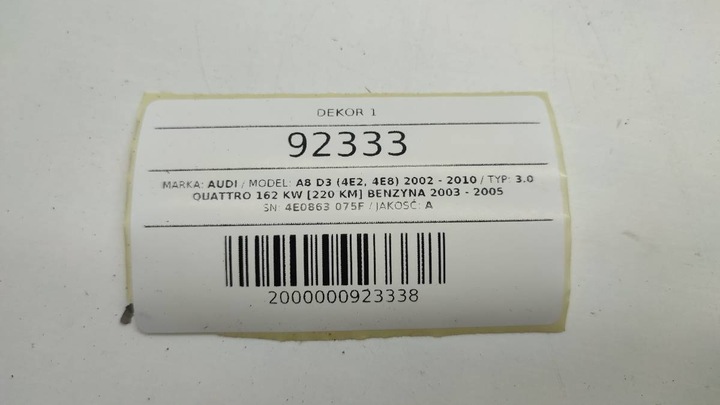 DEKOR 1
92333
MARKA: AUDI / MODEL: A8 D3 (4E2, 4E8) 2002 - 2010 / TYP: 3.0
QUATTRO 162 KW [220 KM] BENZYNA 2003 - 2005
SN: 4E0863 075F / JAKOŚĆ: A
2000000923338